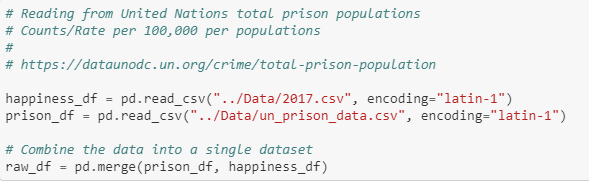 # Reading from United Nations total prison populations
# Counts/Rate per 100,000 per populations
#
# https://dataunodc.un.org/crime/total-prison-population
happiness_df = pd.read_csv("../Data/2017.csv", encoding="latin-1")
prison_df = pd.read_csv("../Data/un_prison_data.csv", encoding="latin-1")
# Combine the data into a single dataset
raw_df = pd.merge(prison_df, happiness_df)